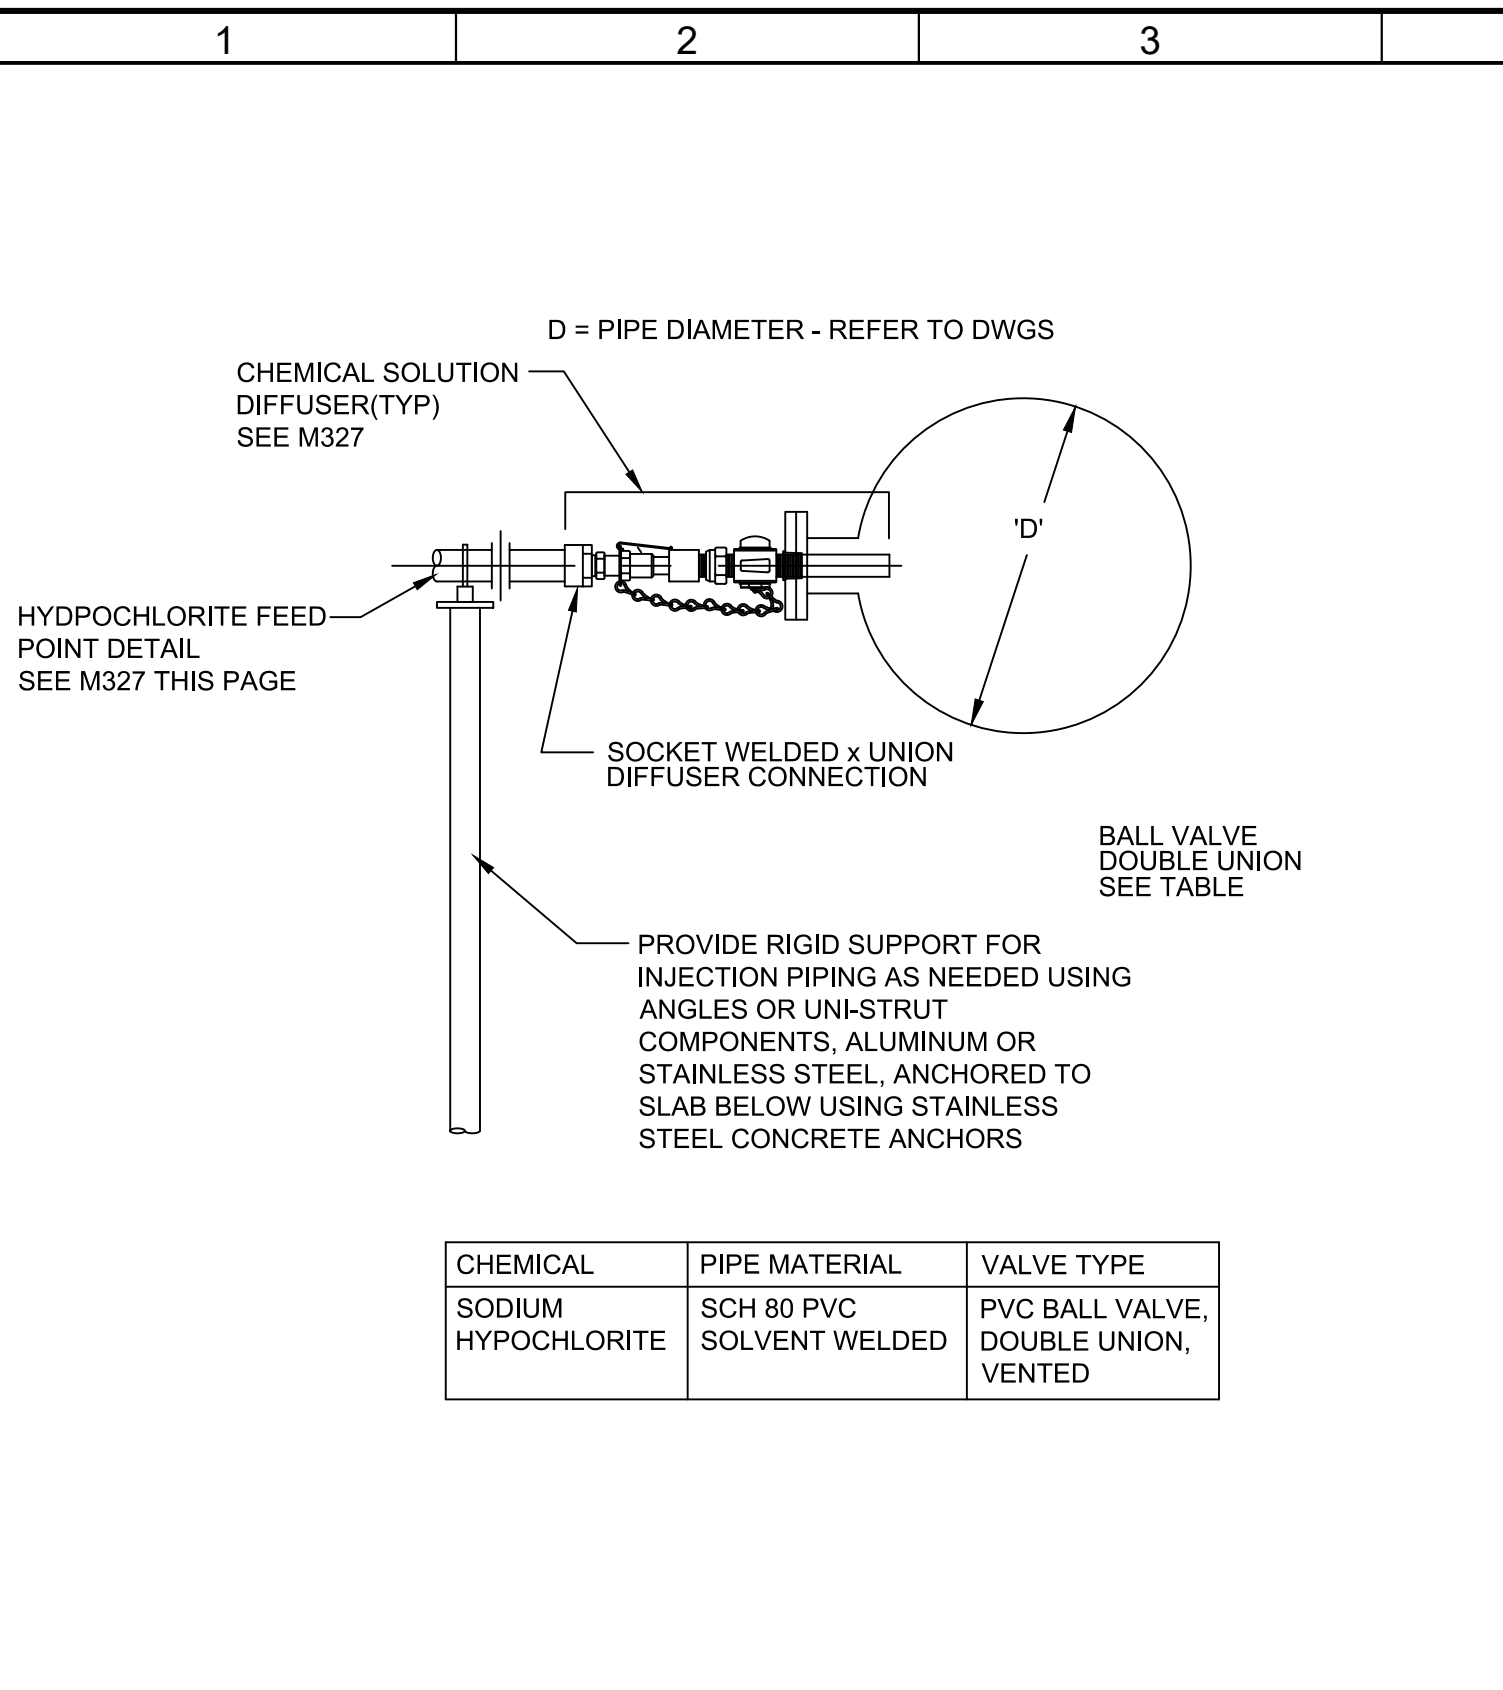 1
2
3
D = PIPE DIAMETER - REFER TO DWGS
CHEMICAL SOLUTION
DIFFUSER(TYP)
SEE M327
'D'
HYDPOCHLORITE FEED
POINT DETAIL
SEE M327 THIS PAGE
SOCKET WELDED x UNION
DIFFUSER CONNECTION
BALL VALVE
DOUBLE UNION
SEE TABLE
PROVIDE RIGID SUPPORT FOR
INJECTION PIPING AS NEEDED USING
ANGLES OR UNI-STRUT
COMPONENTS, ALUMINUM OR
STAINLESS STEEL, ANCHORED TO
SLAB BELOW USING STAINLESS
STEEL CONCRETE ANCHORS
CHEMICAL
PIPE MATERIAL
VALVE TYPE
SODIUM
HYPOCHLORITE
SCH 80 PVC
SOLVENT WELDED
PVC BALL VALVE,
DOUBLE UNION,
VENTED